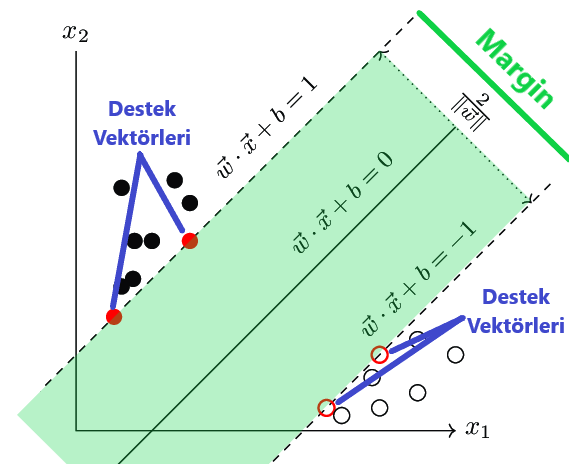 x₂
Margin
Destek
Vektörleri
w⃗ · x⃗ + b = 1
2
‖w⃗‖
w⃗ · x⃗ + b = 0
w⃗ · x⃗ + b = −1
Destek
Vektörleri
x₁